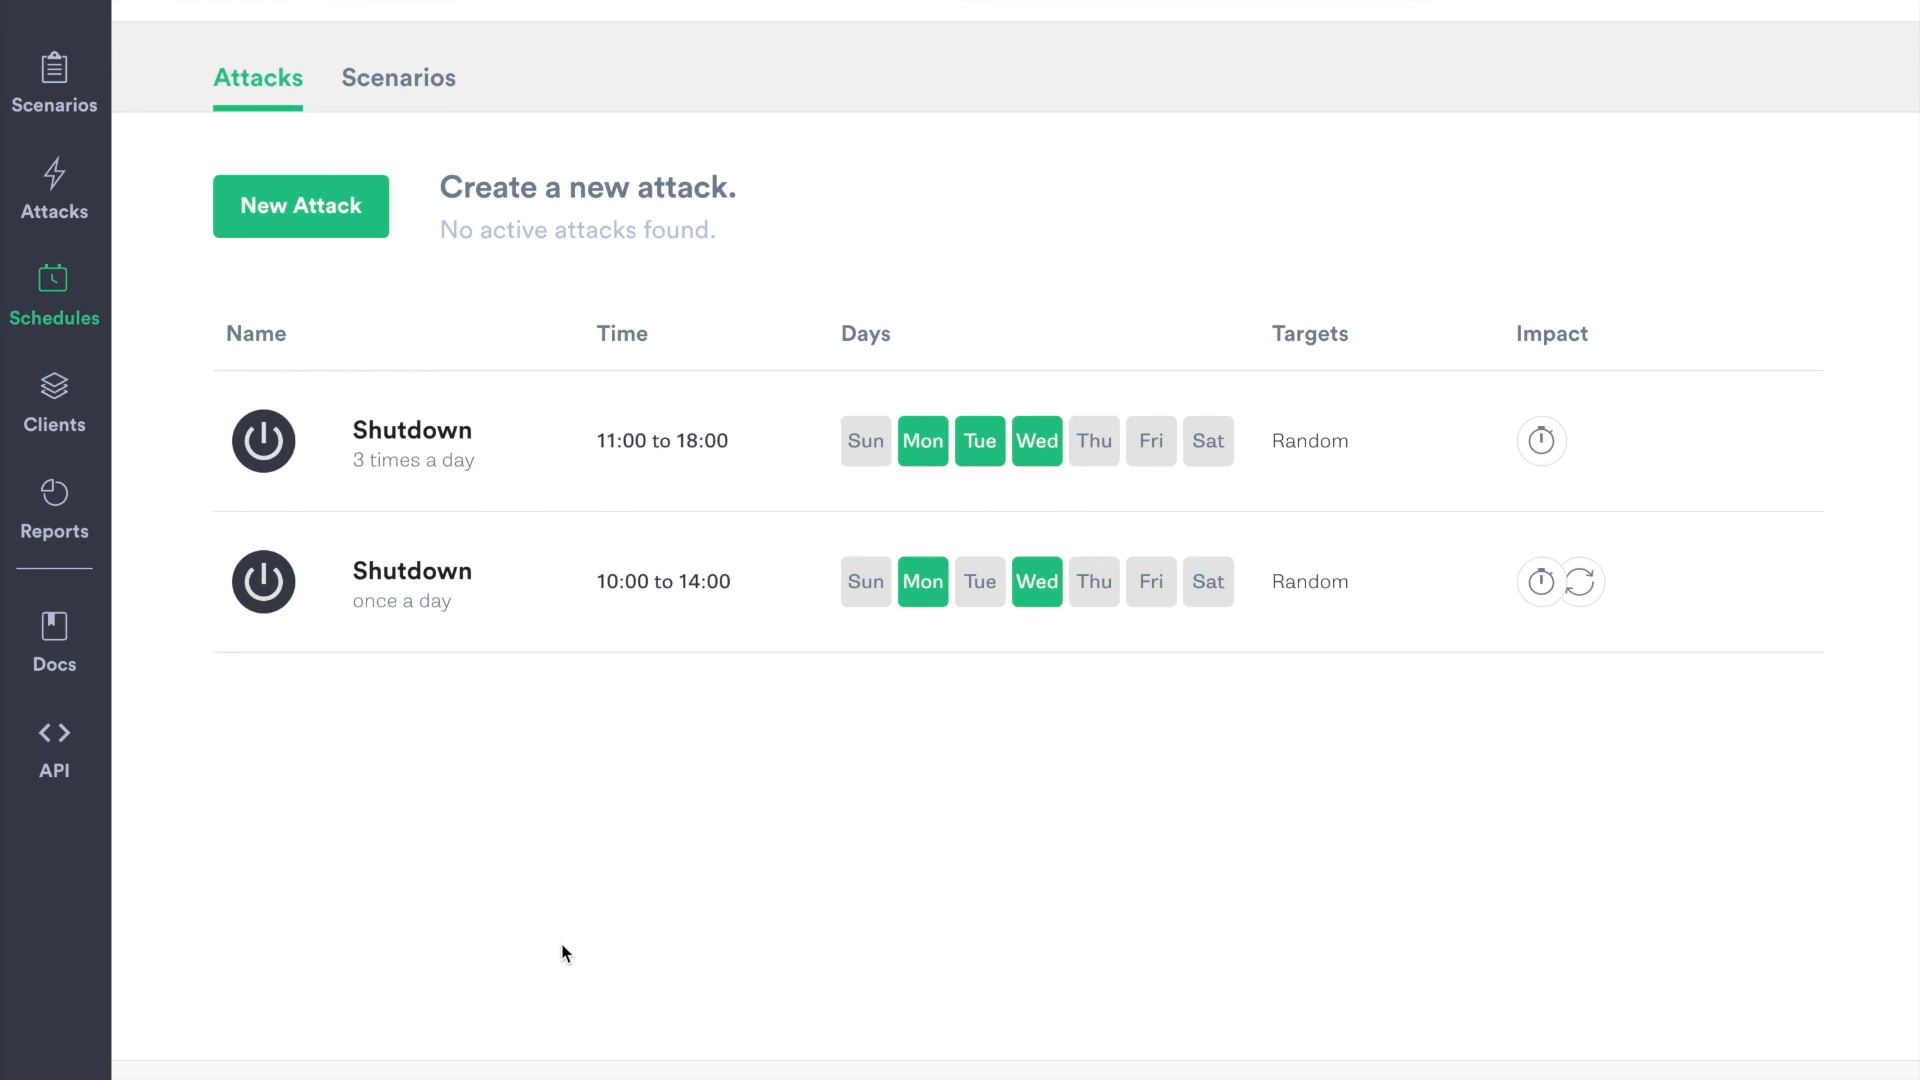 Scenarios
Attacks
Schedules
Clients
Reports
Docs
API
Attacks Scenarios
New Attack
Create a new attack.
No active attacks found.
Name Time Days Targets Impact
Shutdown
3 times a day
11:00 to 18:00
Sun Mon Tue Wed Thu Fri Sat
Random
Shutdown
once a day
10:00 to 14:00
Sun Mon Tue Wed Thu Fri Sat
Random